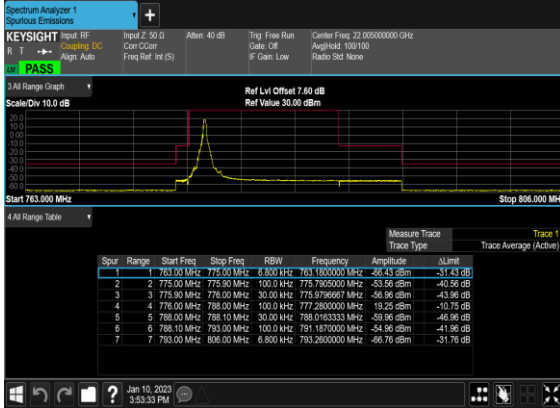 Spectrum Analyzer 1
Spurious Emissions
+
KEYSIGHT Input: RF Input Z: 50 Ω Atten: 40 dB Trig: Free Run Center Freq: 22.005000000 GHz
R T Coupling: DC Corr CCorr Gate: Off Avg|Hold: 100/100
Align: Auto Freq Ref: Int (S) IF Gain: Low Radio Std: None
PASS
3 All Range Graph
Ref Lvl Offset 7.60 dB
Scale/Div 10.0 dB Ref Value 30.00 dBm
20.0
10.0
0.00
-10.0
-20.0
-30.0
-40.0
-50.0
-60.0
Start 763.000 MHz Stop 806.000 MH
4 All Range Table
Measure Trace Trace 1
Trace Type Trace Average (Active)
Spur Range Start Freq Stop Freq RBW Frequency Amplitude ΔLimit
1 1 763.00 MHz 775.00 MHz 6.800 kHz 763.1800000 MHz -66.43 dBm -31.43 dB
2 2 775.00 MHz 775.90 MHz 100.0 kHz 775.7905000 MHz -53.56 dBm -40.56 dB
3 3 775.90 MHz 776.00 MHz 30.00 kHz 775.9796667 MHz -56.96 dBm -43.96 dB
4 4 776.00 MHz 788.00 MHz 100.0 kHz 777.2800000 MHz 19.25 dBm -10.75 dB
5 5 788.00 MHz 788.10 MHz 30.00 kHz 788.0163333 MHz -59.96 dBm -46.96 dB
6 6 788.10 MHz 793.00 MHz 100.0 kHz 791.1870000 MHz -54.96 dBm -41.96 dB
7 7 793.00 MHz 806.00 MHz 6.800 kHz 793.2600000 MHz -66.76 dBm -31.76 dB
? Jan 10, 2023
3:53:33 PM